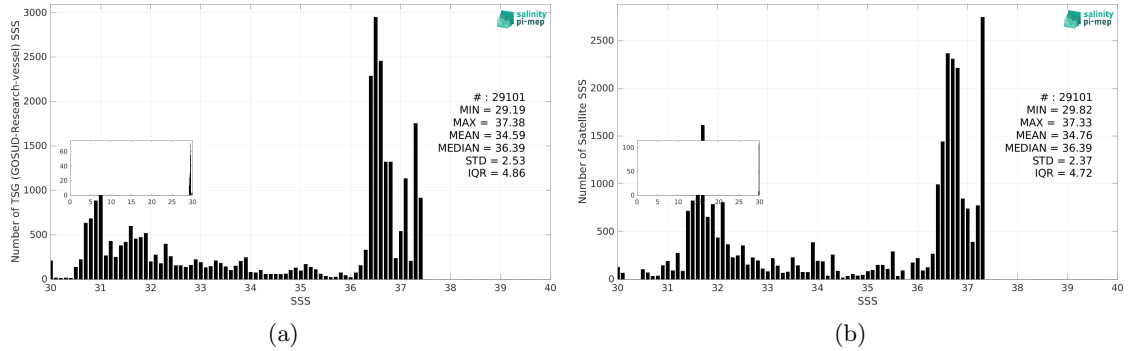 3000
2500
2000
1500
1000
500
0
Number of TSG (GOSUD-Research-vessel) SSS
salinity
pi-mep
# : 29101
MIN = 29.19
MAX = 37.38
MEAN = 34.59
MEDIAN = 36.39
STD = 2.53
IQR = 4.86
60
40
20
0
0 5 10 15 20 25 30
30 31 32 33 34 35 36 37 38 39 40
SSS
(a)
2500
2000
1500
1000
500
0
Number of Satellite SSS
salinity
pi-mep
# : 29101
MIN = 29.82
MAX = 37.33
MEAN = 34.76
MEDIAN = 36.39
STD = 2.37
IQR = 4.72
100
50
0
0 5 10 15 20 25 30
30 31 32 33 34 35 36 37 38 39 40
SSS
(b)